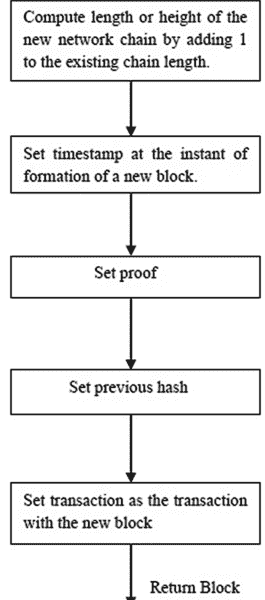 Compute length or height of the
new network chain by adding 1
to the existing chain length.
Set timestamp at the instant of
formation of a new block.
Set proof
Set previous hash
Set transaction as the transaction
with the new block
Return Block